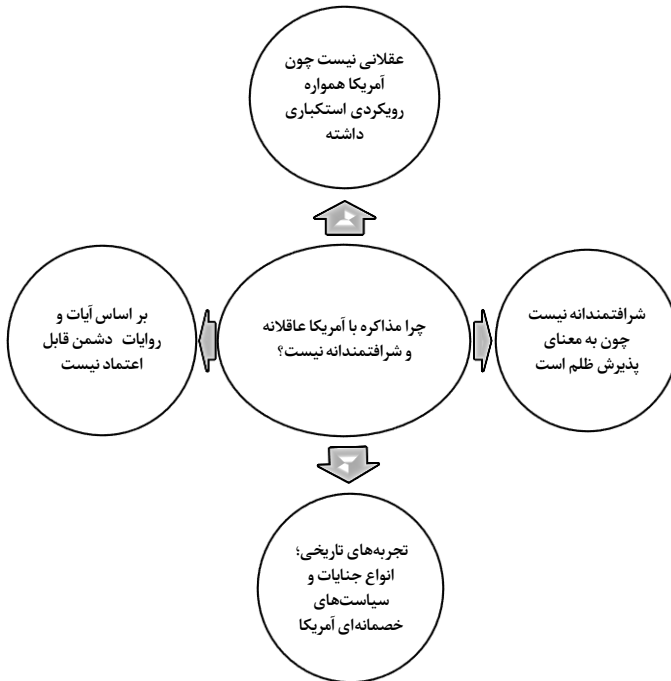 عقلانی نیست چون
آمریکا همواره
رویکردی استکباری
داشته
شرافتمندانه نیست
چون به معنای
پذیرش ظلم است
چرا مذاکره با آمریکا عاقلانه
و شرافتمندانه نیست؟
بر اساس آیات و
روایات دشمن قابل
اعتماد نیست
تجربه‌های تاریخی؛
انواع جنایات و
سیاست‌های
خصمانه‌ای آمریکا